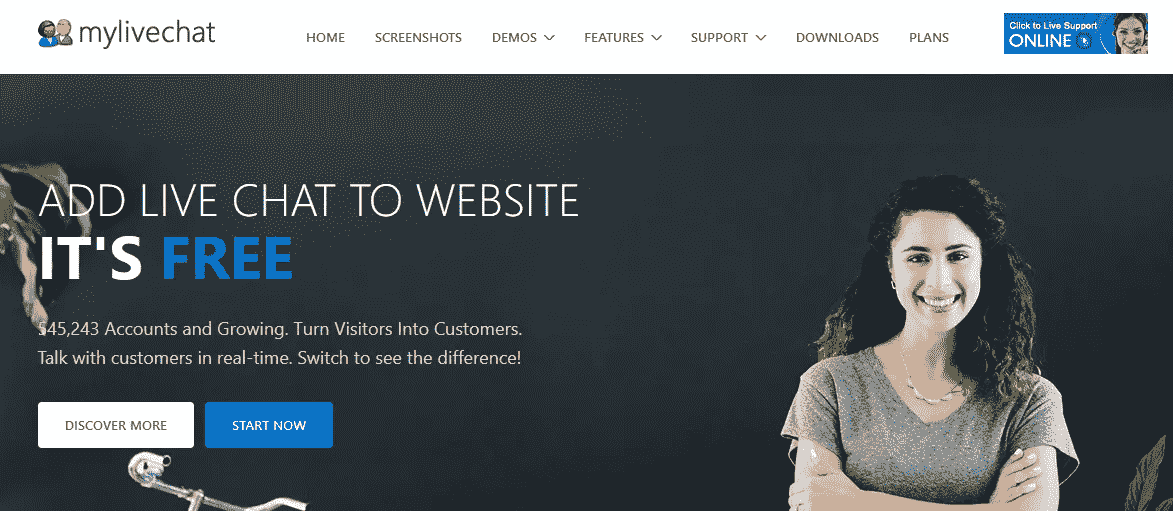 mylivechat
HOME SCREENSHOTS DEMOS FEATURES SUPPORT DOWNLOADS PLANS
Click to Live Support
ONLINE
ADD LIVE CHAT TO WEBSITE
IT'S FREE
545,243 Accounts and Growing. Turn Visitors Into Customers.
Talk with customers in real-time. Switch to see the difference!
DISCOVER MORE START NOW